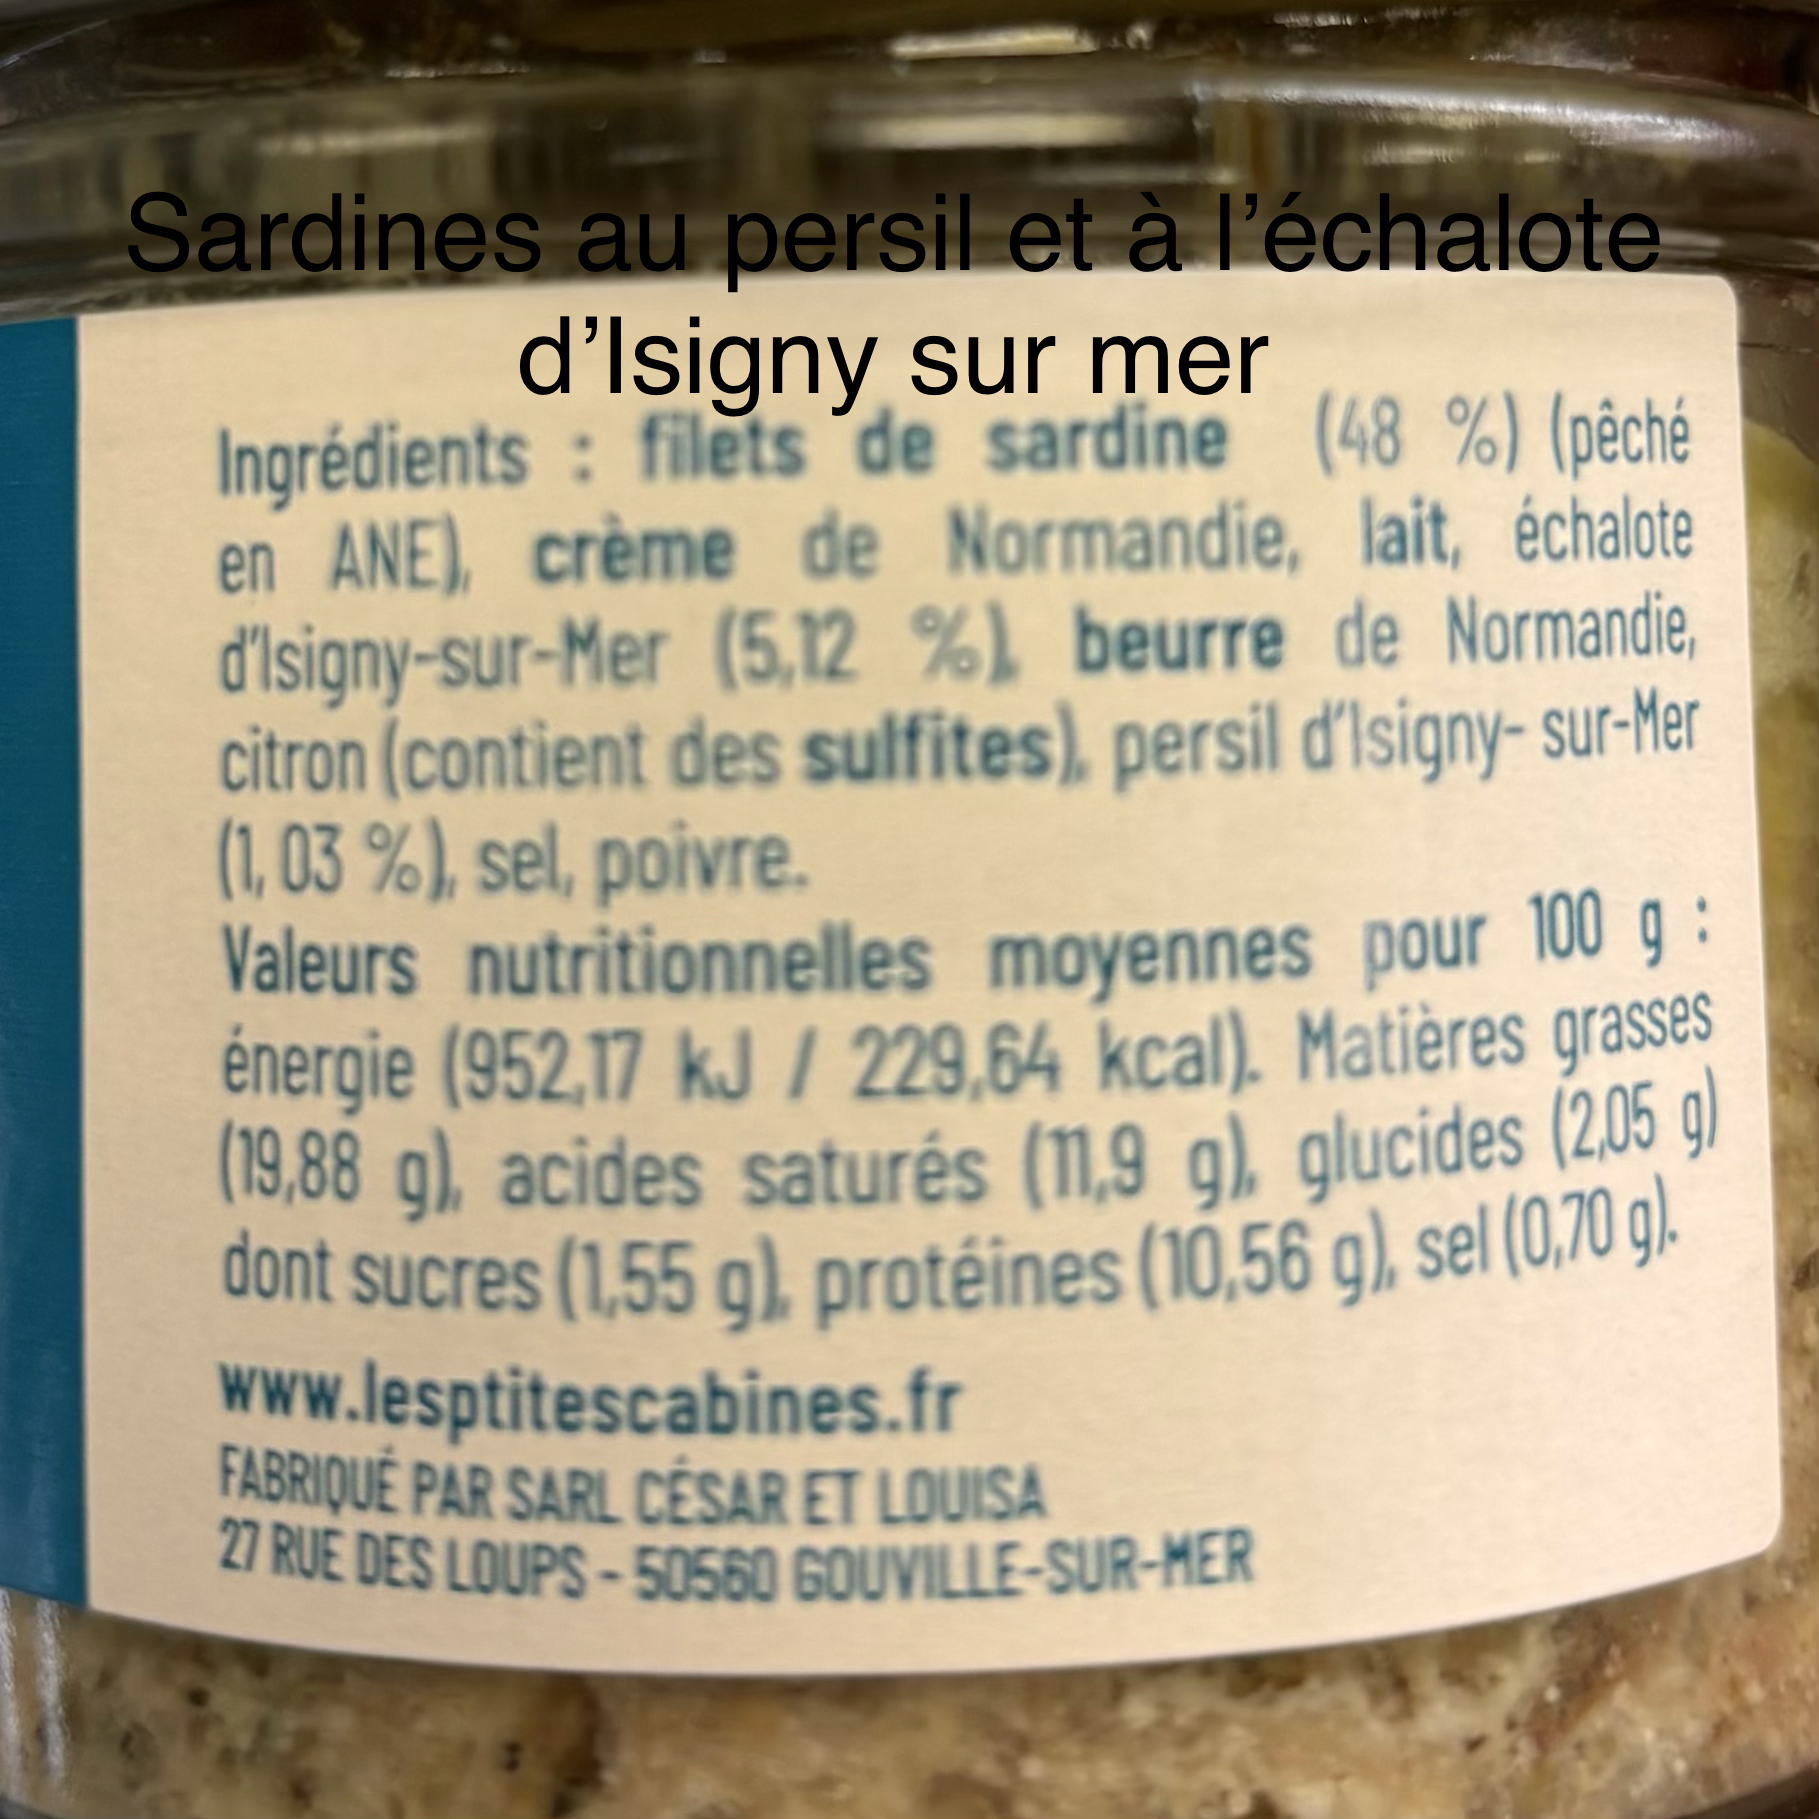 Sardines au persil et à l’échalote
d’Isigny sur mer
Ingrédients : filets de sardine (48 %) (pêché
en ANE), crème de Normandie, lait, échalote
d'Isigny-sur-Mer (5,12 %), beurre de Normandie,
citron (contient des sulfites), persil d'Isigny- sur-Mer
(1, 03 %), sel, poivre.
Valeurs nutritionnelles moyennes pour 100 g :
énergie (952,17 kJ / 229,64 kcal). Matières grasses
(19,88 g), acides saturés (11,9 g), glucides (2,05 g)
dont sucres (1,55 g), protéines (10,56 g), sel (0,70 g).
www.lesptitescabines.fr
FABRIQUÉ PAR SARL CÉSAR ET LOUISA
27 RUE DES LOUPS - 50560 GOUVILLE-SUR-MER